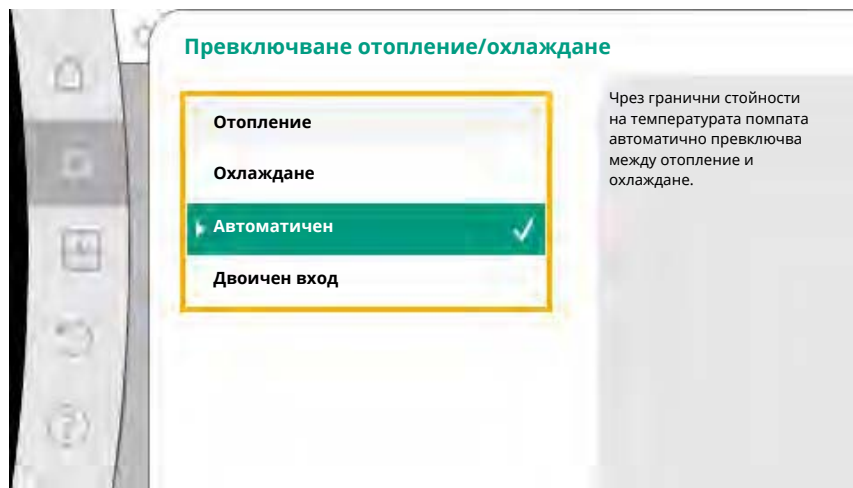 Превключване отопление/охлаждане
Отопление
Охлаждане
Автоматичен
Двоичен вход
Чрез гранични стойности
на температурата помпата
автоматично превключва
между отопление и
охлаждане.